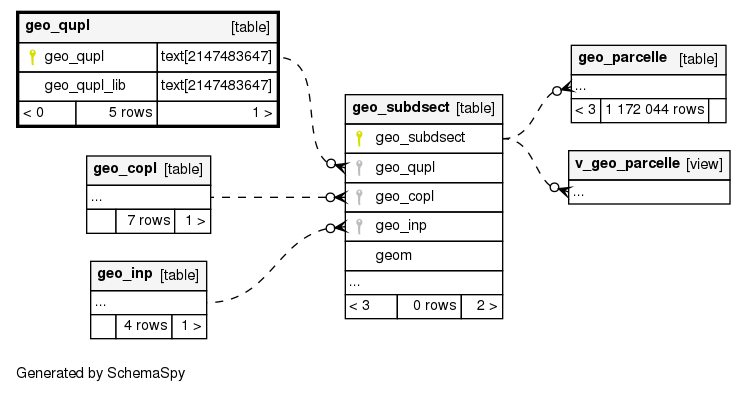 geo_qupl [table]
geo_qupl text[2147483647]
geo_qupl_lib text[2147483647]
< 0 5 rows 1 >
geo_copl [table]
...
7 rows 1 >
geo_inp [table]
...
4 rows 1 >
geo_subdsect [table]
geo_subdsect
geo_qupl
geo_copl
geo_inp
geom
...
< 3 0 rows 2 >
geo_parcelle [table]
...
< 3 1 172 044 rows
v_geo_parcelle [view]
...
Generated by SchemaSpy